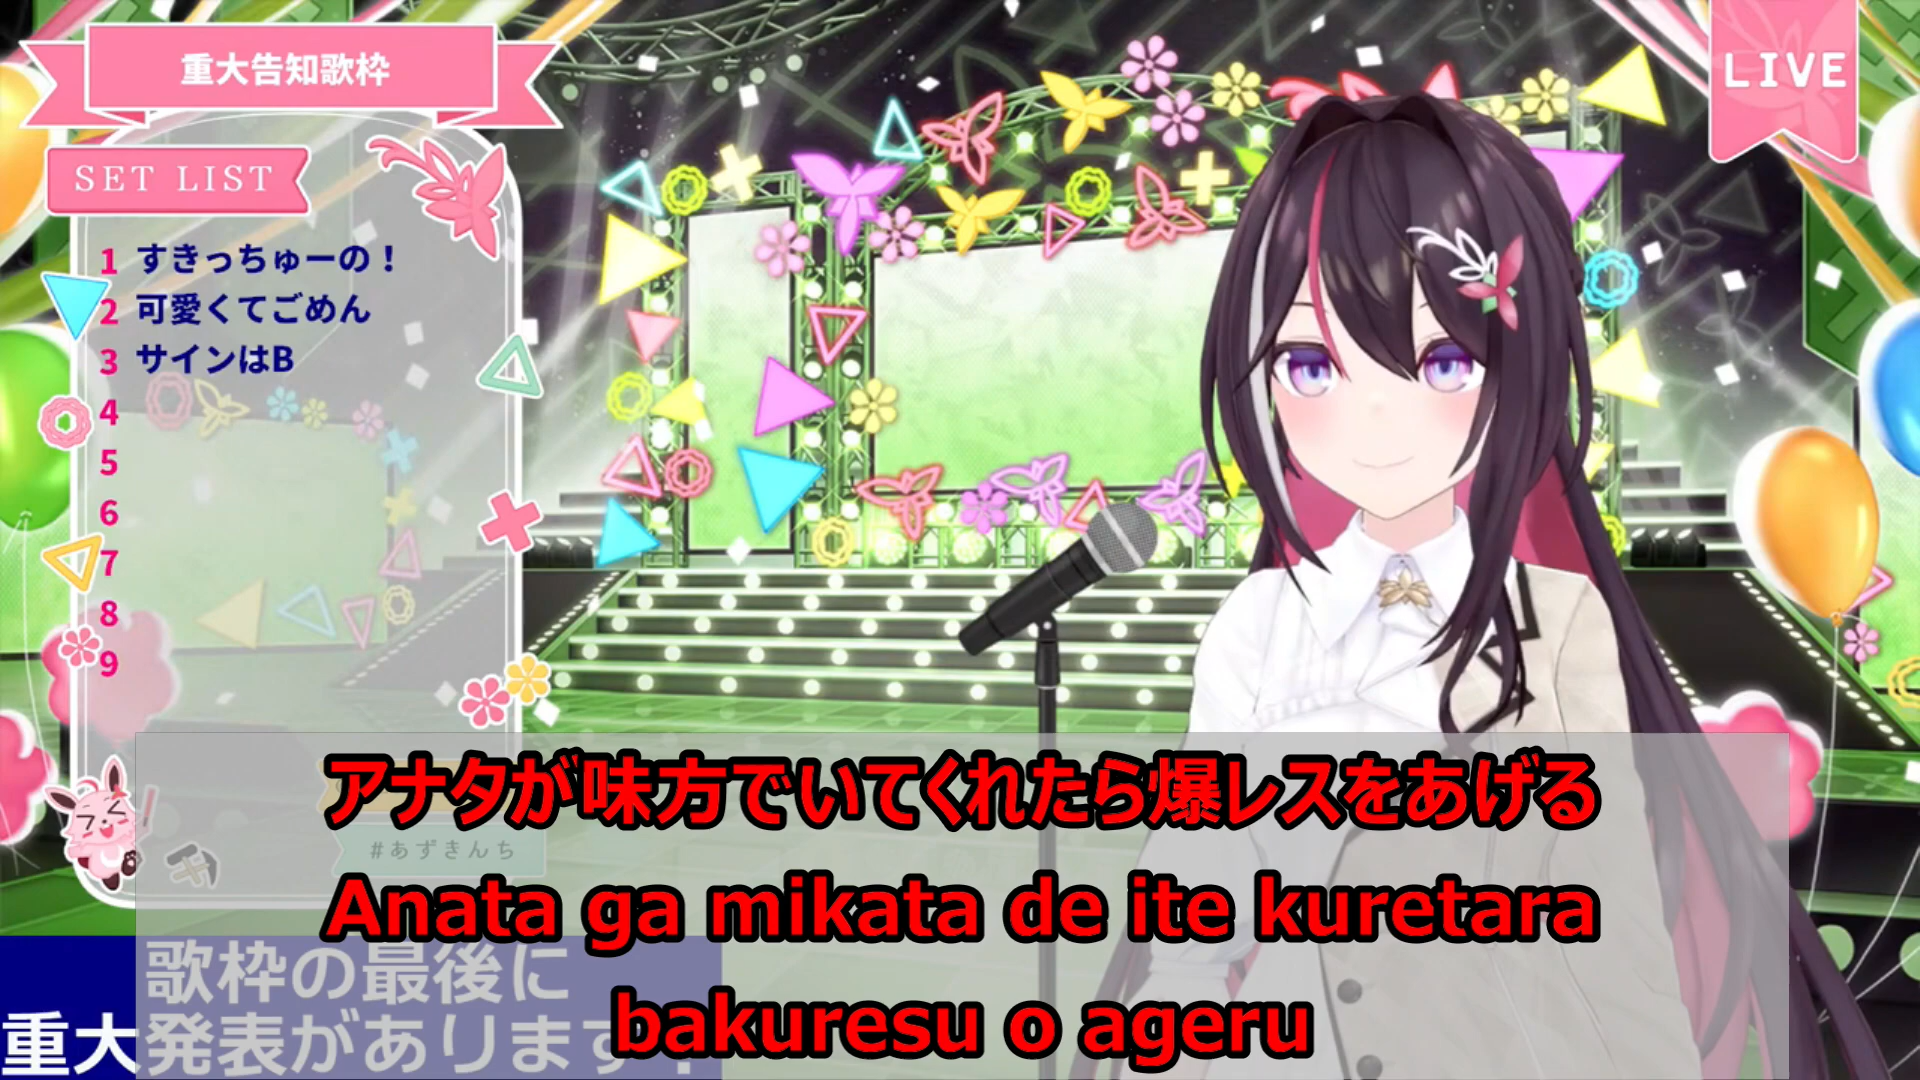 重大告知歌枠
LIVE
SET LIST
1 すきっちゅーの!
2 可愛くてごめん
3 サインはB
4
5
6
7
8
9
#あずきんち
アナタが味方でいてくれたら爆レスをあげる
Anata ga mikata de ite kuretara
bakuresu o ageru
歌枠の最後に
重大発表があります!